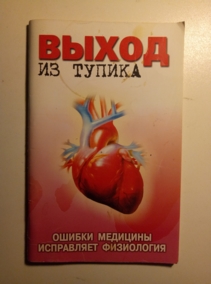 ВЫХОД
ИЗ ТУПИКА
ОШИБКИ МЕДИЦИНЫ
ИСПРАВЛЯЕТ ФИЗИОЛОГИЯ